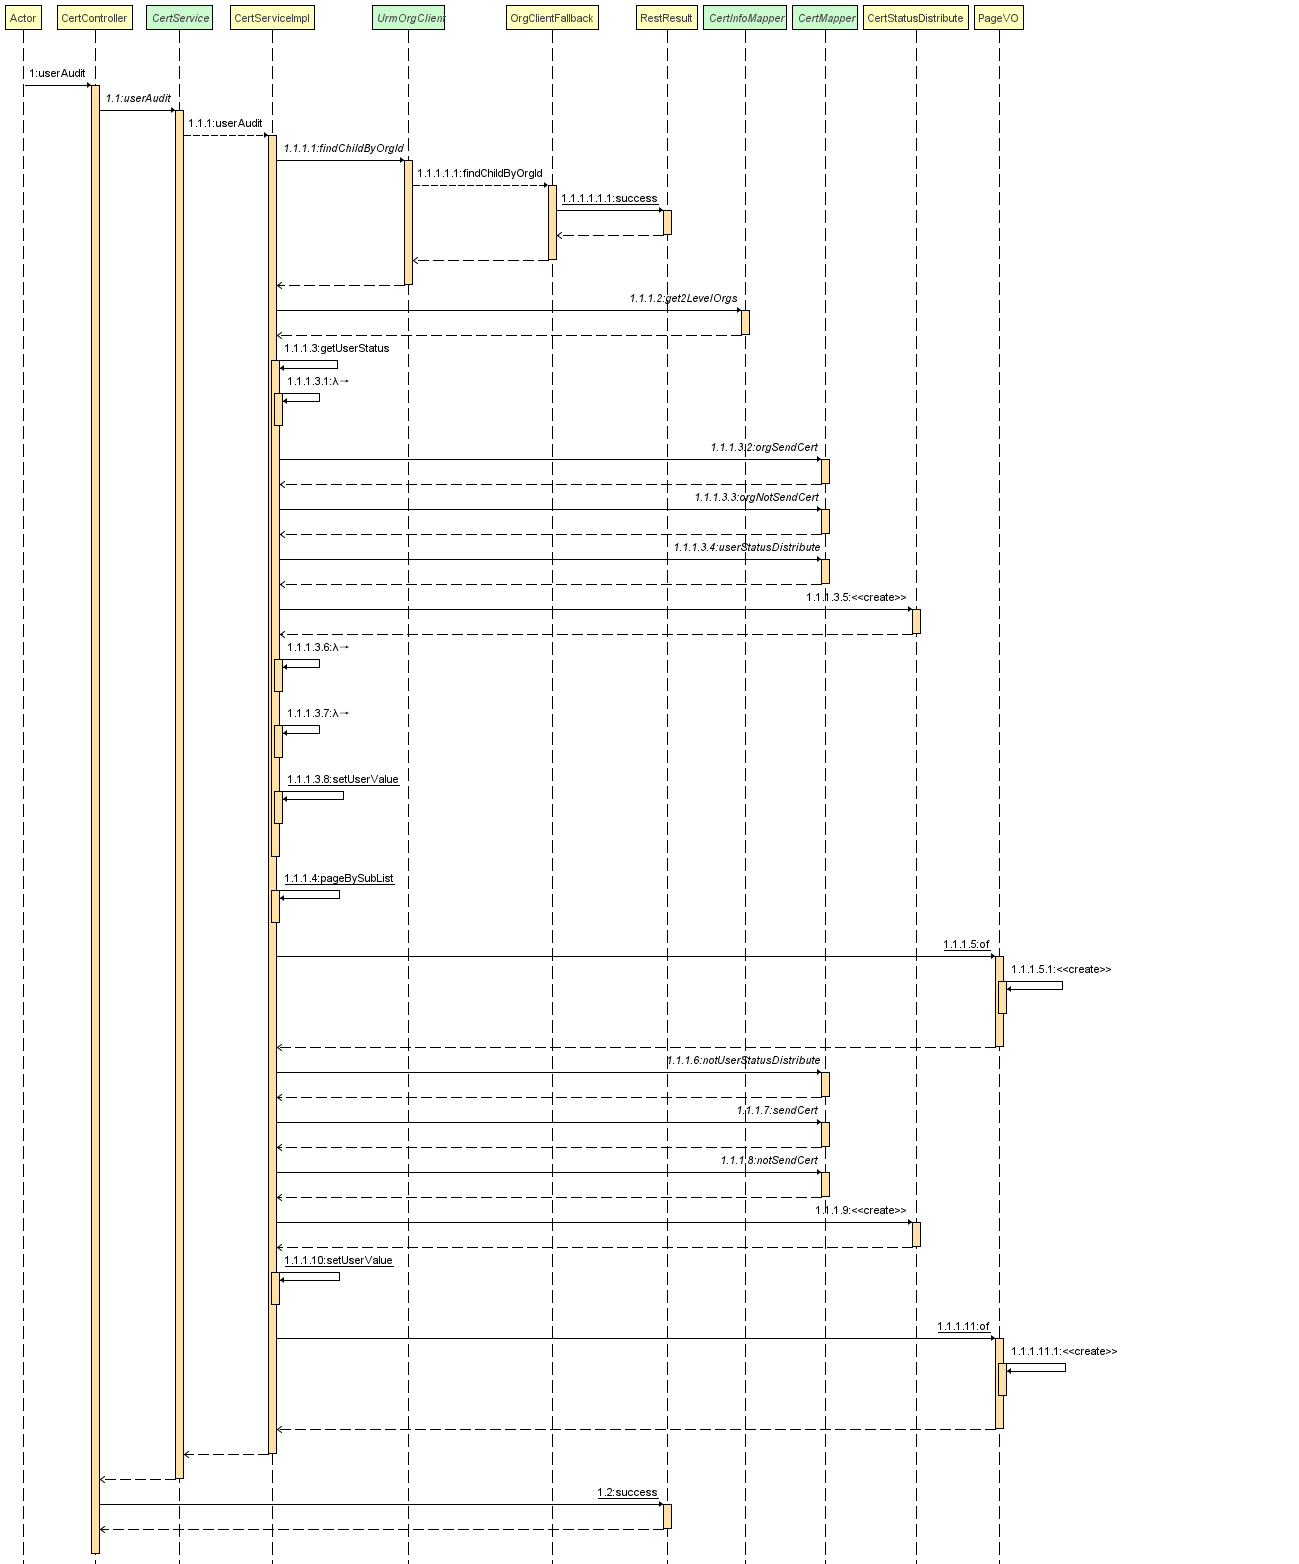 Actor CertController CertService CertServiceImpl UrmOrgClient OrgClientFallback RestResult CertInfoMapper CertMapper CertStatusDistribute PageVO
1:userAudit
1.1:userAudit
1.1.1:userAudit
1.1.1.1:findChildByOrgId
1.1.1.1.1:findChildByOrgId
1.1.1.1.1.1:success
1.1.1.2:get2LevelOrgs
1.1.1.3:getUserStatus
1.1.1.3.1:λ→
1.1.1.3.2:orgSendCert
1.1.1.3.3:orgNotSendCert
1.1.1.3.4:userStatusDistribute
1.1.1.3.5:<<create>>
1.1.1.3.6:λ→
1.1.1.3.7:λ→
1.1.1.3.8:setUserValue
1.1.1.4:pageBySubList
1.1.1.5:of
1.1.1.5.1:<<create>>
1.1.1.6:notUserStatusDistribute
1.1.1.7:sendCert
1.1.1.8:notSendCert
1.1.1.9:<<create>>
1.1.1.10:setUserValue
1.1.1.11:of
1.1.1.11.1:<<create>>
1.2:success